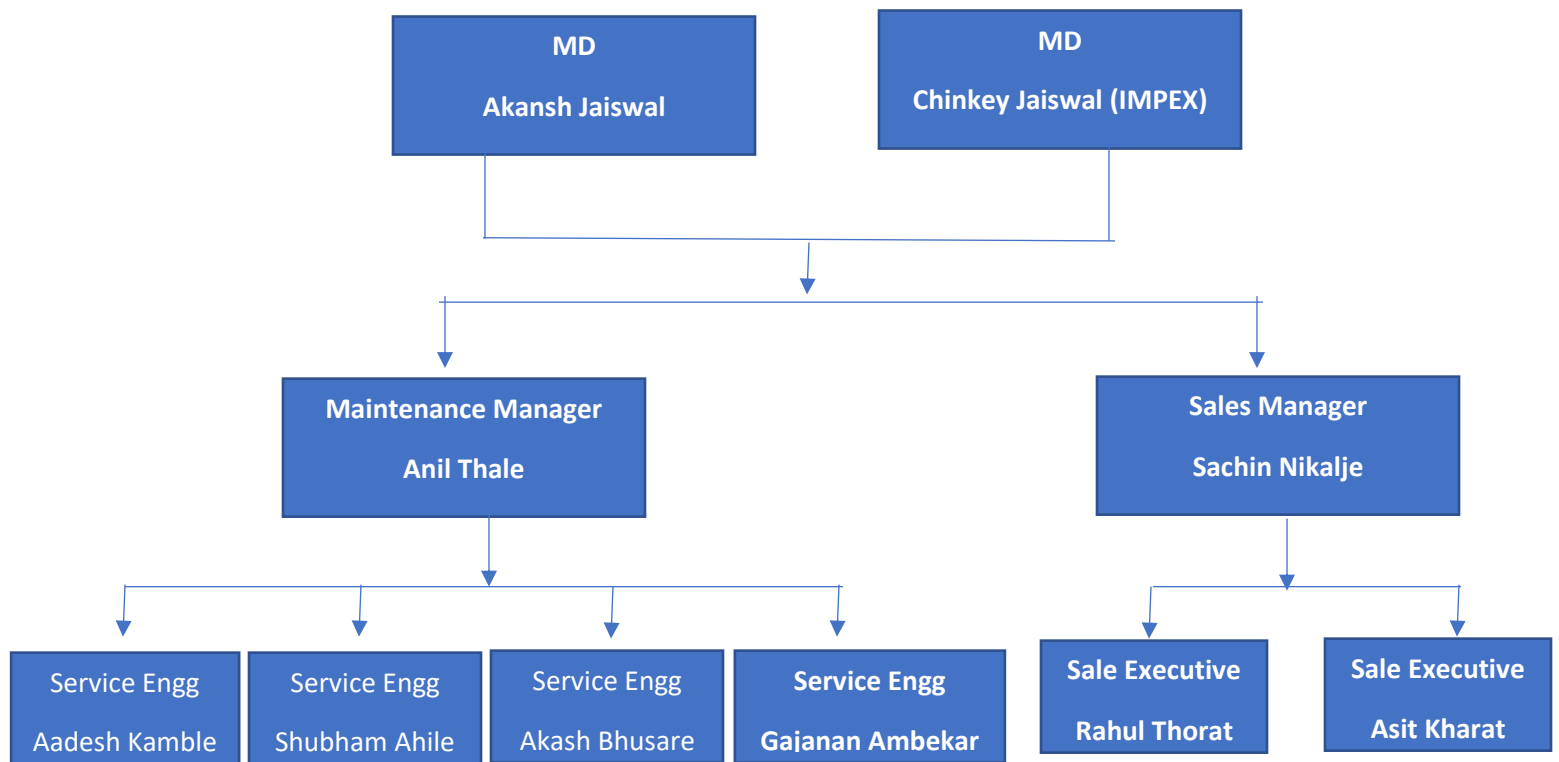 MD
Akansh Jaiswal
MD
Chinkey Jaiswal (IMPEX)
Maintenance Manager
Anil Thale
Sales Manager
Sachin Nikalje
Service Engg
Aadesh Kamble
Service Engg
Shubham Ahile
Service Engg
Akash Bhusare
Service Engg
Gajanan Ambekar
Sale Executive
Rahul Thorat
Sale Executive
Asit Kharat